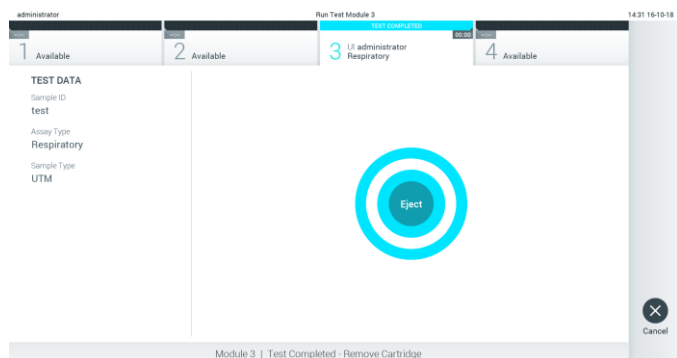 administrator
Run Test Module 3
14:31 16-10-18
TEST COMPLETED
--:--
--:--
00:00
--:--
1 Available
2 Available
3 UI administrator
Respiratory
4 Available
TEST DATA
Sample ID
test
Assay Type
Respiratory
Sample Type
UTM
Eject
Cancel
Module 3 | Test Completed - Remove Cartridge